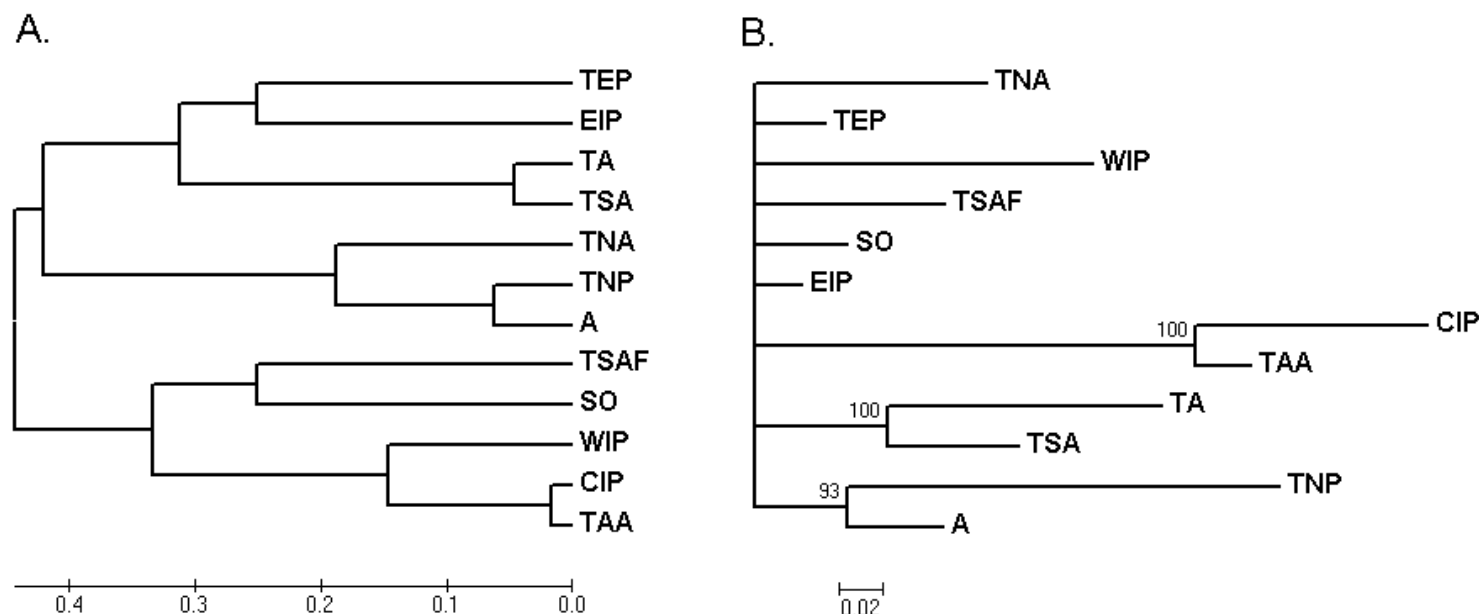 A.
TEP
EIP
TA
TSA
TNA
TNP
A
TSAF
SO
WIP
CIP
TAA
0.4 0.3 0.2 0.1 0.0
B.
TNA
TEP
WIP
TSAF
SO
EIP
CIP
100
TAA
TA
100
TSA
TNP
93
A
0.02